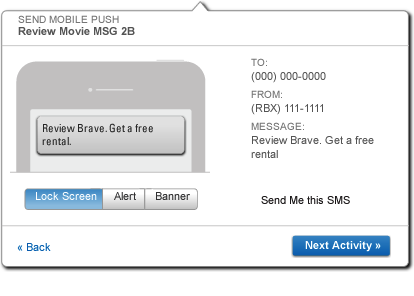 SEND MOBILE PUSH
Review Movie MSG 2B
Review Brave. Get a free
rental.
Lock Screen
Alert
Banner
TO:
(000) 000-0000
FROM:
(RBX) 111-1111
MESSAGE:
Review Brave. Get a free
rental
Send Me this SMS
« Back
Next Activity »